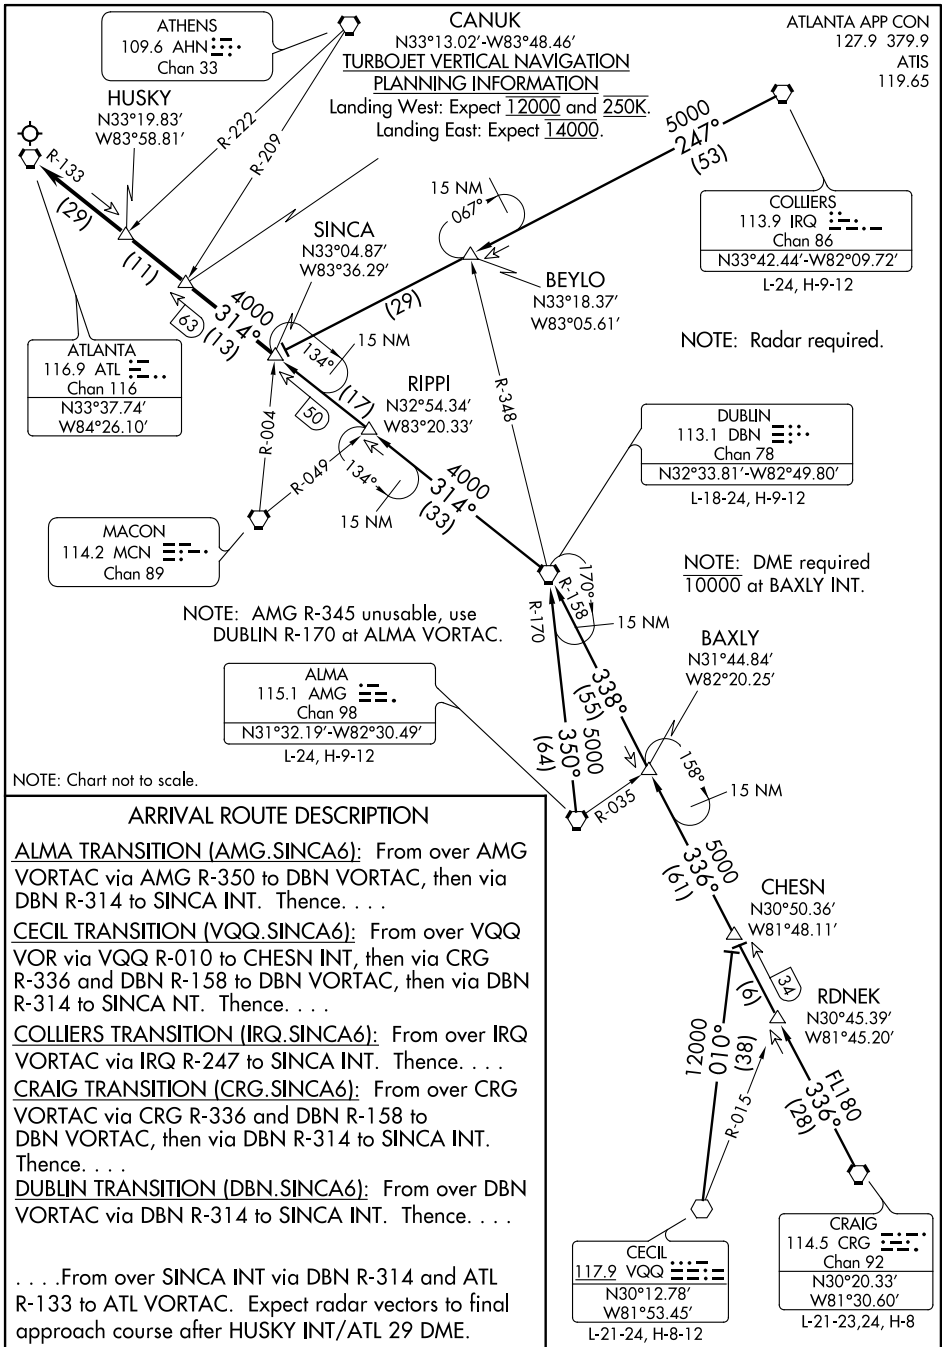 ATHENS
109.6 AHN
Chan 33
CANUK
N33°13.02'-W83°48.46'
TURBOJET VERTICAL NAVIGATION
PLANNING INFORMATION
Landing West: Expect 12000 and 250K.
Landing East: Expect 14000.
ATLANTA APP CON
127.9 379.9
ATIS
119.65
HUSKY
N33°19.83'
W83°58.81'
R-222
R-209
R-133
(29)
(11)
5000
247°
(53)
15 NM
067°
COLLIERS
113.9 IRQ
Chan 86
N33°42.44'-W82°09.72'
L-24, H-9-12
SINCA
N33°04.87'
W83°36.29'
BEYLO
N33°18.37'
W83°05.61'
(29)
4000
314°
(13)
63
134°
15 NM
NOTE: Radar required.
ATLANTA
116.9 ATL
Chan 116
N33°37.74'
W84°26.10'
RIPPI
N32°54.34'
W83°20.33'
(17)
50
R-004
R-049
R-348
134°
15 NM
4000
314°
(33)
DUBLIN
113.1 DBN
Chan 78
N32°33.81'-W82°49.80'
L-18-24, H-9-12
MACON
114.2 MCN
Chan 89
NOTE: DME required
10000 at BAXLY INT.
NOTE: AMG R-345 unusable, use
DUBLIN R-170 at ALMA VORTAC.
170°
R-158
R-170
15 NM
BAXLY
N31°44.84'
W82°20.25'
ALMA
115.1 AMG
Chan 98
N31°32.19'-W82°30.49'
L-24, H-9-12
338°
(55)
5000
350°
(64)
R-035
158°
15 NM
NOTE: Chart not to scale.
5000
336°
(61)
CHESN
N30°50.36'
W81°48.11'
34
(6)
RDNEK
N30°45.39'
W81°45.20'
12000
010°
(38)
R-015
FL180
336°
(28)
CECIL
117.9 VQQ
N30°12.78'
W81°53.45'
L-21-24, H-8-12
CRAIG
114.5 CRG
Chan 92
N30°20.33'
W81°30.60'
L-21-23,24, H-8
ARRIVAL ROUTE DESCRIPTION
ALMA TRANSITION (AMG.SINCA6): From over AMG
VORTAC via AMG R-350 to DBN VORTAC, then via
DBN R-314 to SINCA INT. Thence. . . .
CECIL TRANSITION (VQQ.SINCA6): From over VQQ
VOR via VQQ R-010 to CHESN INT, then via CRG
R-336 and DBN R-158 to DBN VORTAC, then via DBN
R-314 to SINCA NT. Thence. . . .
COLLIERS TRANSITION (IRQ.SINCA6): From over IRQ
VORTAC via IRQ R-247 to SINCA INT. Thence. . . .
CRAIG TRANSITION (CRG.SINCA6): From over CRG
VORTAC via CRG R-336 and DBN R-158 to
DBN VORTAC, then via DBN R-314 to SINCA INT.
Thence. . . .
DUBLIN TRANSITION (DBN.SINCA6): From over DBN
VORTAC via DBN R-314 to SINCA INT. Thence. . . .
. . . .From over SINCA INT via DBN R-314 and ATL
R-133 to ATL VORTAC. Expect radar vectors to final
approach course after HUSKY INT/ATL 29 DME.